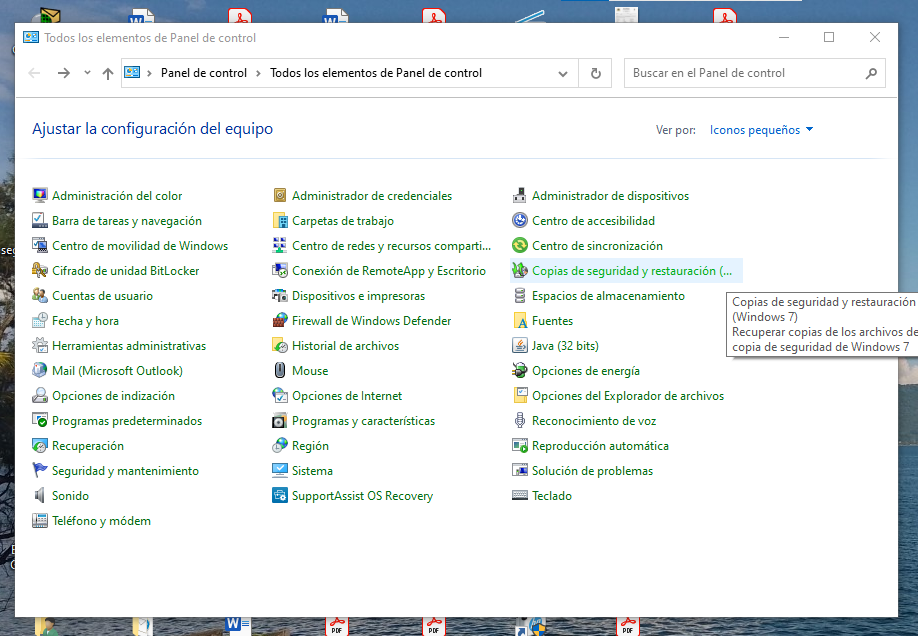 Todos los elementos de Panel de control
Panel de control > Todos los elementos de Panel de control
Buscar en el Panel de control
Ajustar la configuración del equipo
Ver por: Iconos pequeños
Administración del color
Administrador de credenciales
Administrador de dispositivos
Barra de tareas y navegación
Carpetas de trabajo
Centro de accesibilidad
Centro de movilidad de Windows
Centro de redes y recursos comparti...
Centro de sincronización
Cifrado de unidad BitLocker
Conexión de RemoteApp y Escritorio
Copias de seguridad y restauración (...
Cuentas de usuario
Dispositivos e impresoras
Espacios de almacenamiento
Copias de seguridad y restauración
(Windows 7)
Recuperar copias de los archivos de
copia de seguridad de Windows 7
Fecha y hora
Firewall de Windows Defender
Fuentes
Herramientas administrativas
Historial de archivos
Java (32 bits)
Mail (Microsoft Outlook)
Mouse
Opciones de energía
Opciones de indización
Opciones de Internet
Opciones del Explorador de archivos
Programas predeterminados
Programas y características
Reconocimiento de voz
Recuperación
Región
Reproducción automática
Seguridad y mantenimiento
Sistema
Solución de problemas
Sonido
SupportAssist OS Recovery
Teclado
Teléfono y módem
PDF
PDF
PDF